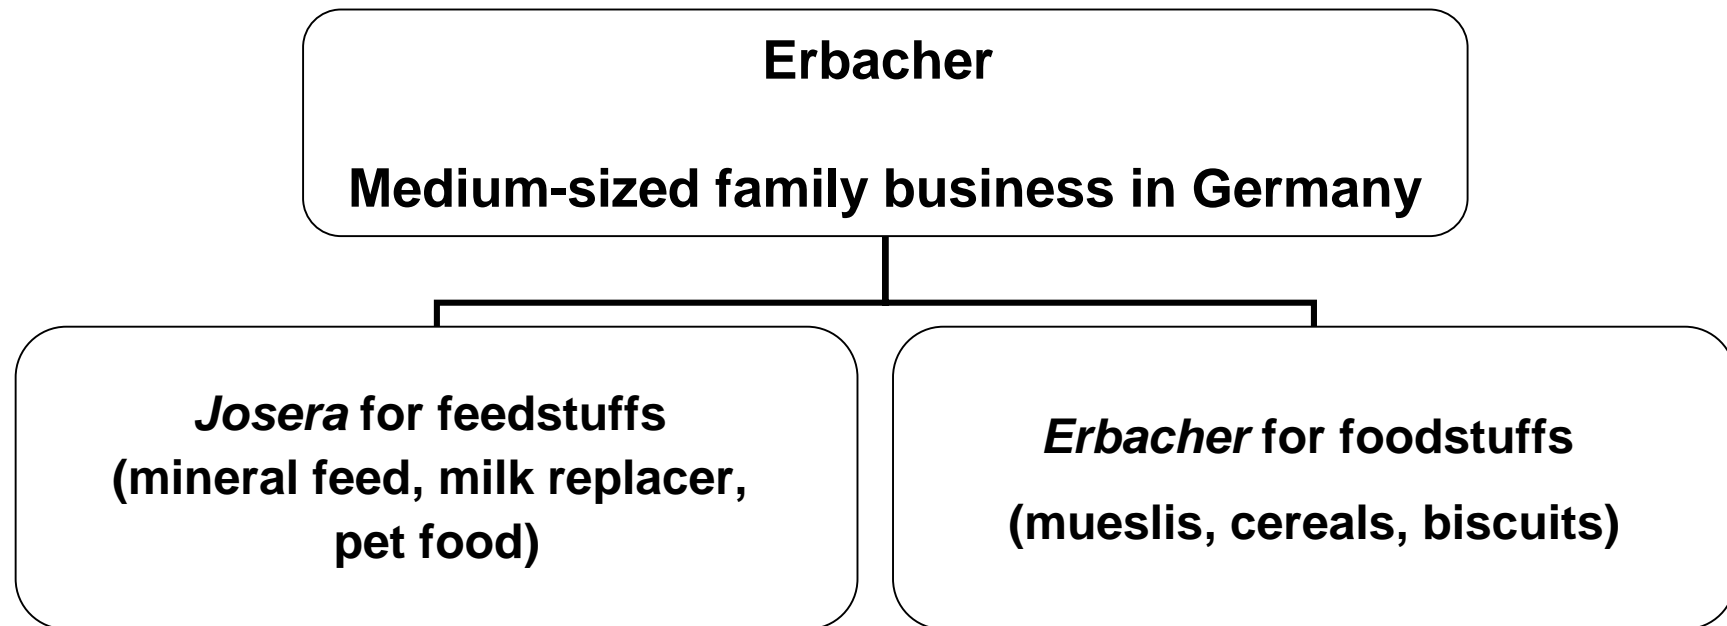 Erbacher
Medium-sized family business in Germany
Josera for feedstuffs
(mineral feed, milk replacer,
pet food)
Erbacher for foodstuffs
(mueslis, cereals, biscuits)